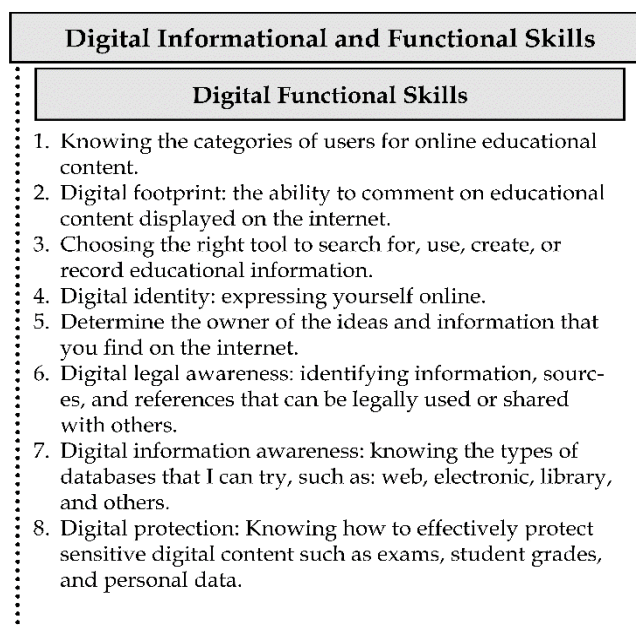 Digital Informational and Functional Skills
Digital Functional Skills
1. Knowing the categories of users for online educational
content.
2. Digital footprint: the ability to comment on educational
content displayed on the internet.
3. Choosing the right tool to search for, use, create, or
record educational information.
4. Digital identity: expressing yourself online.
5. Determine the owner of the ideas and information that
you find on the internet.
6. Digital legal awareness: identifying information, sourc-
es, and references that can be legally used or shared
with others.
7. Digital information awareness: knowing the types of
databases that I can try, such as: web, electronic, library,
and others.
8. Digital protection: Knowing how to effectively protect
sensitive digital content such as exams, student grades,
and personal data.